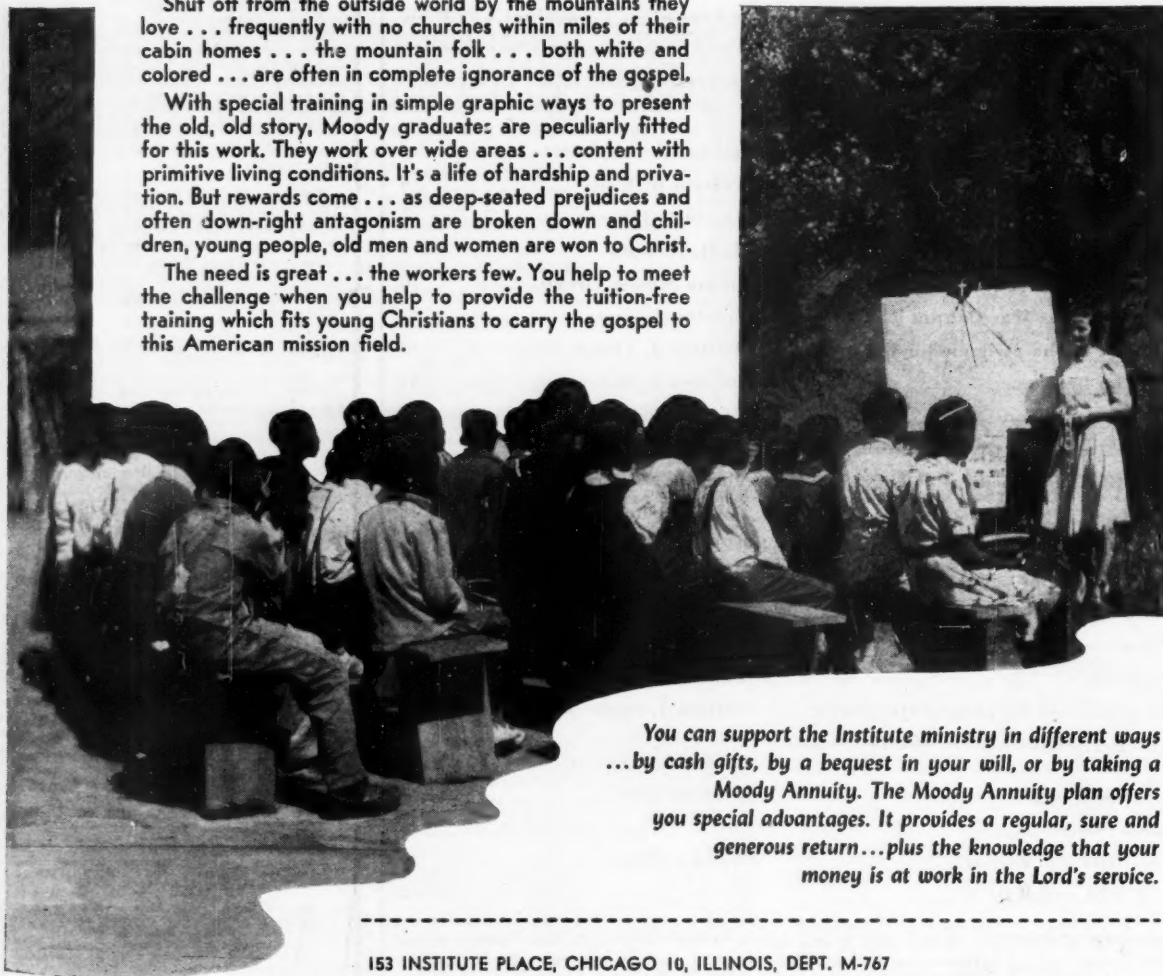 Shut off from the outside world by the mountains they
love . . . frequently with no churches within miles of their
cabin homes . . . the mountain folk . . . both white and
colored . . . are often in complete ignorance of the gospel.
With special training in simple graphic ways to present
the old, old story, Moody graduates are peculiarly fitted
for this work. They work over wide areas . . . content with
primitive living conditions. It's a life of hardship and priva-
tion. But rewards come . . . as deep-seated prejudices and
often down-right antagonism are broken down and chil-
dren, young people, old men and women are won to Christ.
The need is great . . . the workers few. You help to meet
the challenge when you help to provide the tuition-free
training which fits young Christians to carry the gospel to
this American mission field.
You can support the Institute ministry in different ways
...by cash gifts, by a bequest in your will, or by taking a
Moody Annuity. The Moody Annuity plan offers
you special advantages. It provides a regular, sure and
generous return...plus the knowledge that your
money is at work in the Lord's service.
153 INSTITUTE PLACE, CHICAGO 10, ILLINOIS, DEPT. M-767